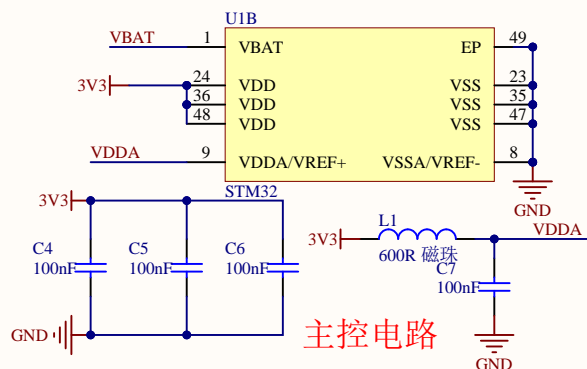 U1B
VBAT 1 VBAT EP 49
3V3 24 VDD VSS 23
36 VDD VSS 35
48 VDD VSS 47
VDDA 9 VDDA/VREF+ VSSA/VREF- 8
STM32
GND
3V3
C4
100nF
C5
100nF
C6
100nF
GND
L1
3V3
VDDA
600R 磁珠
C7
100nF
GND
主控电路